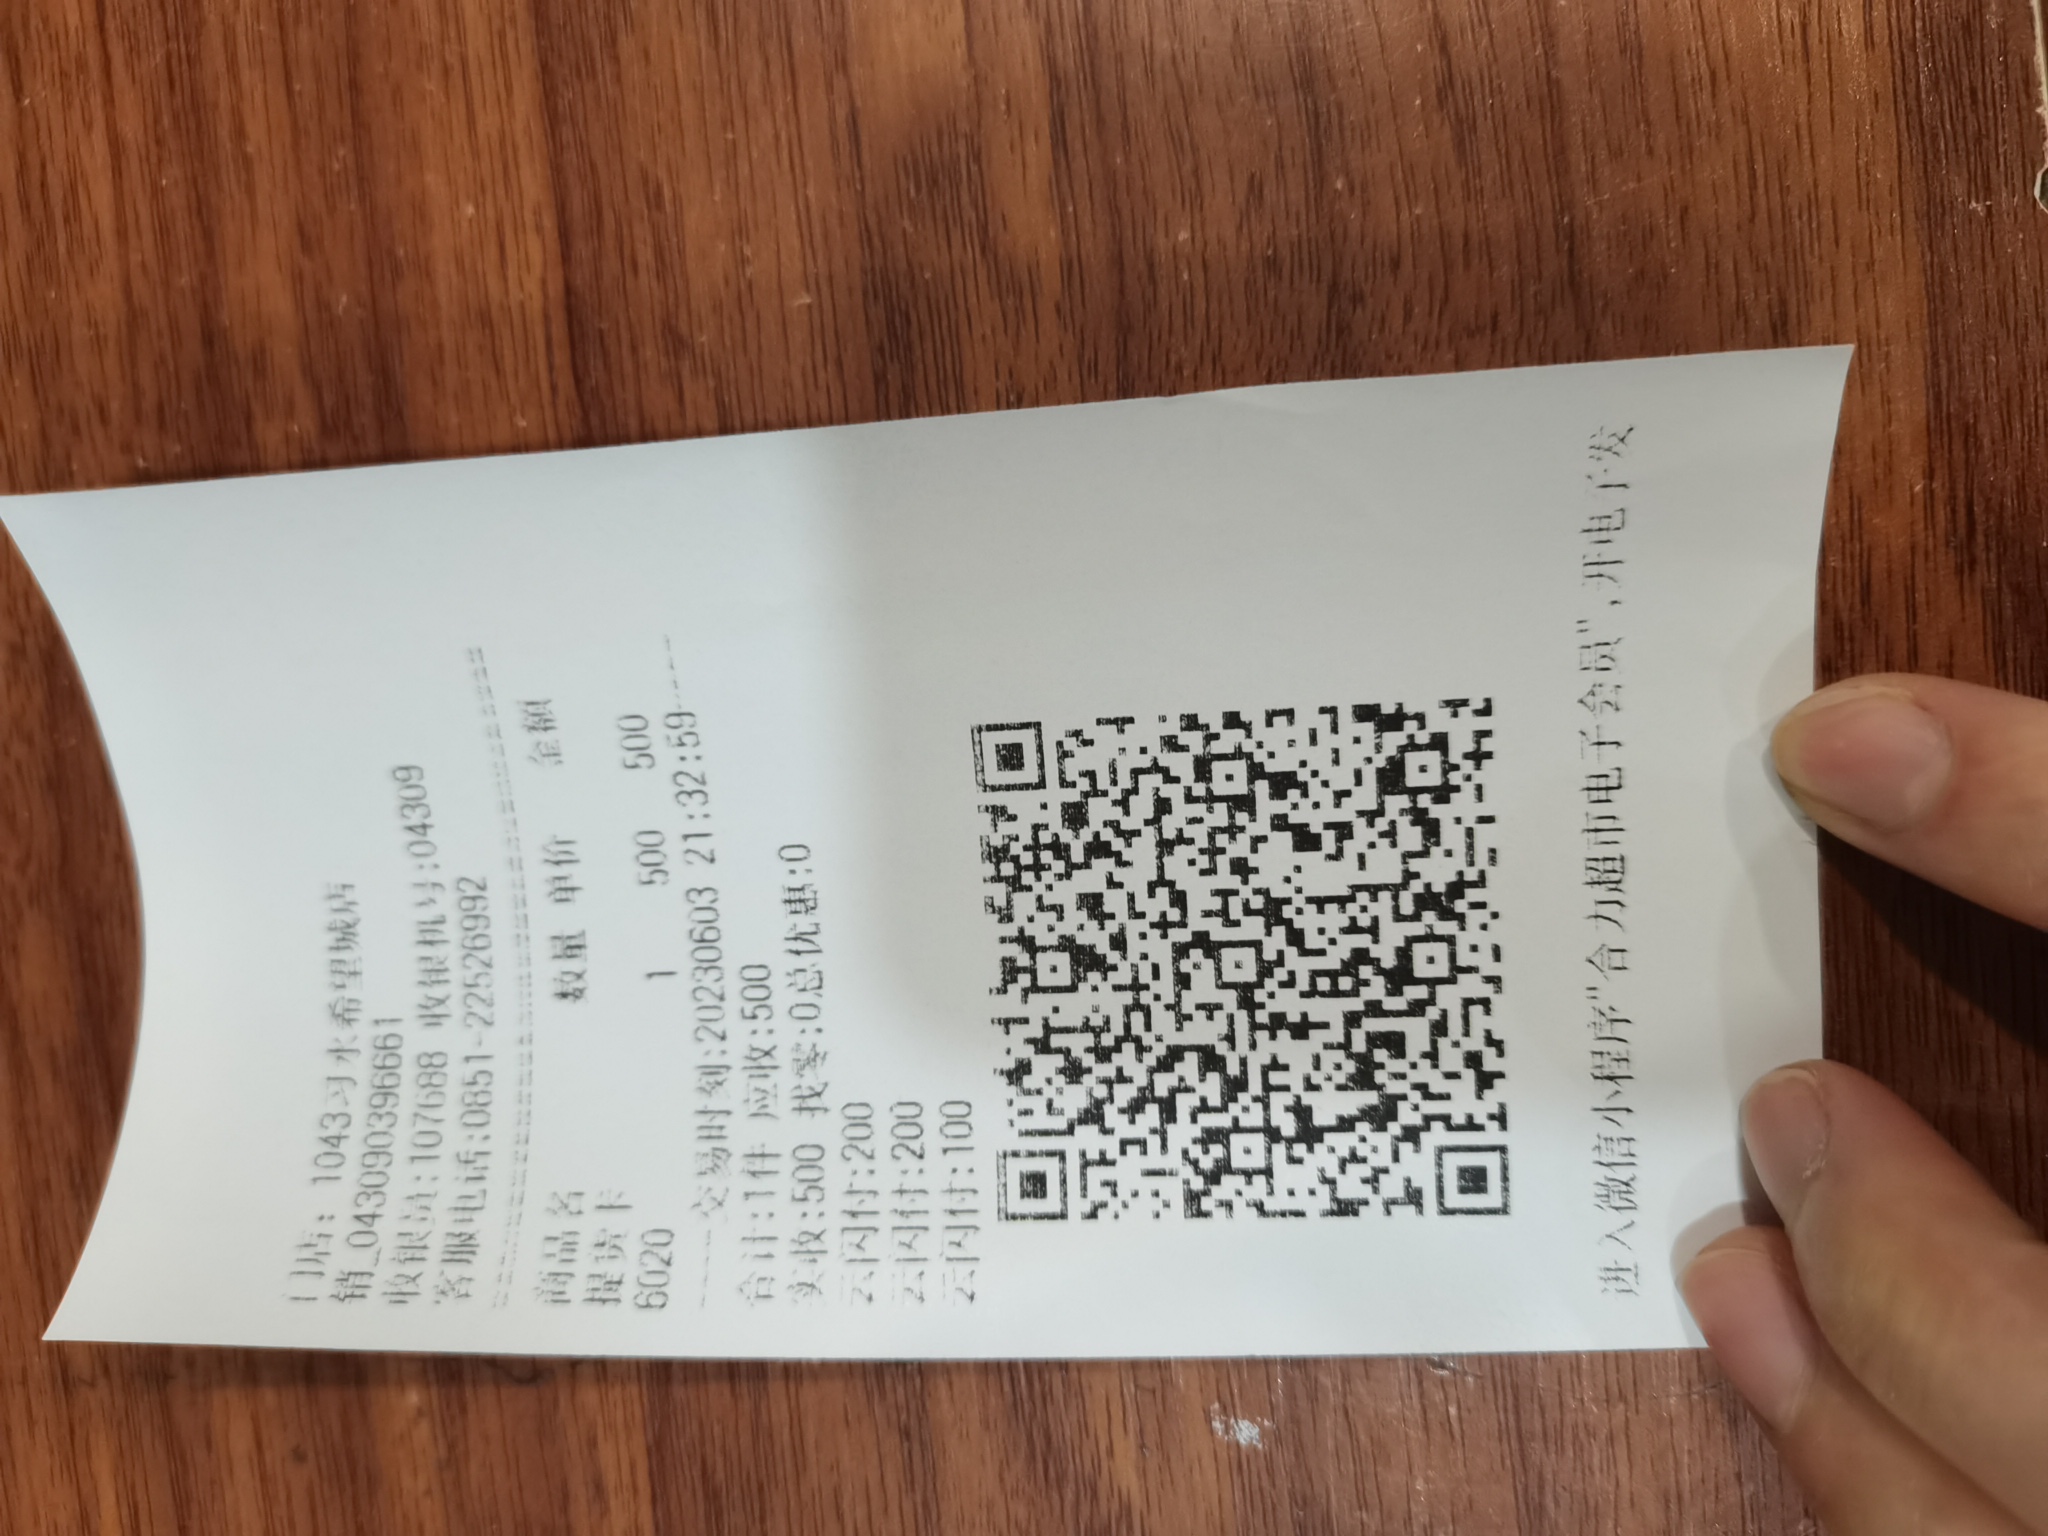 门店: 1043习水希望城店
销_043090396661
收银员:107688 收银机号:04309
客服电话:0851-22526992
商品名 数量 单价 金额
提货卡
6020 1 500 500
交易时刻:20230603 21:32:59
合计:1件 应收:500
实收:500 找零:0总优惠:0
云闪付:200
云闪付:200
云闪付:100
进入微信小程序"合力超市电子会员",开电子发